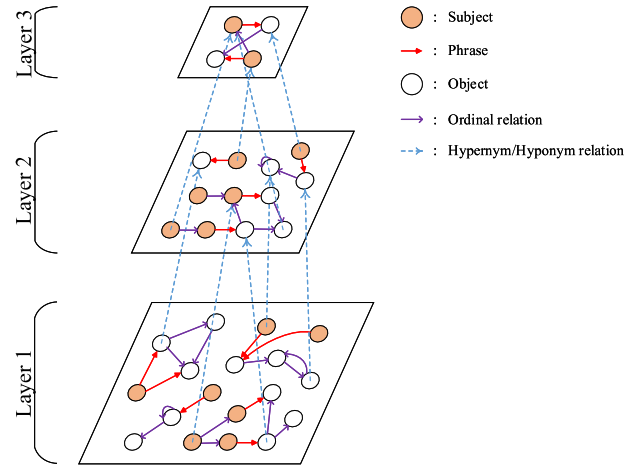 Layer 3
Layer 2
Layer 1
: Subject
: Phrase
: Object
: Ordinal relation
: Hypernym/Hyponym relation